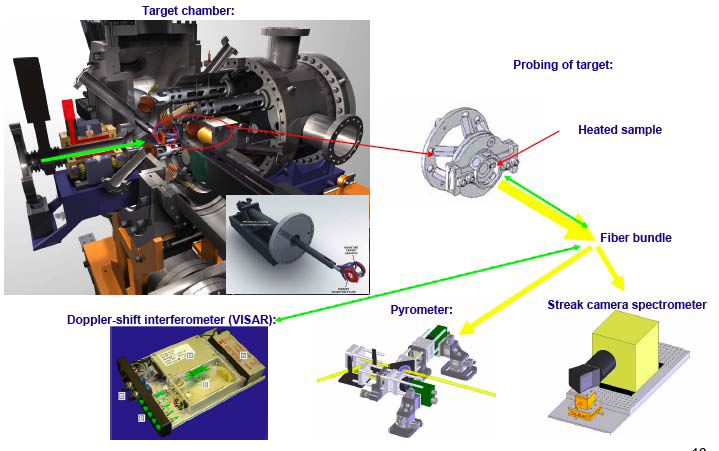 Target chamber:
Probing of target:
Heated sample
Fiber bundle
Doppler-shift interferometer (VISAR):
Pyrometer:
Streak camera spectrometer